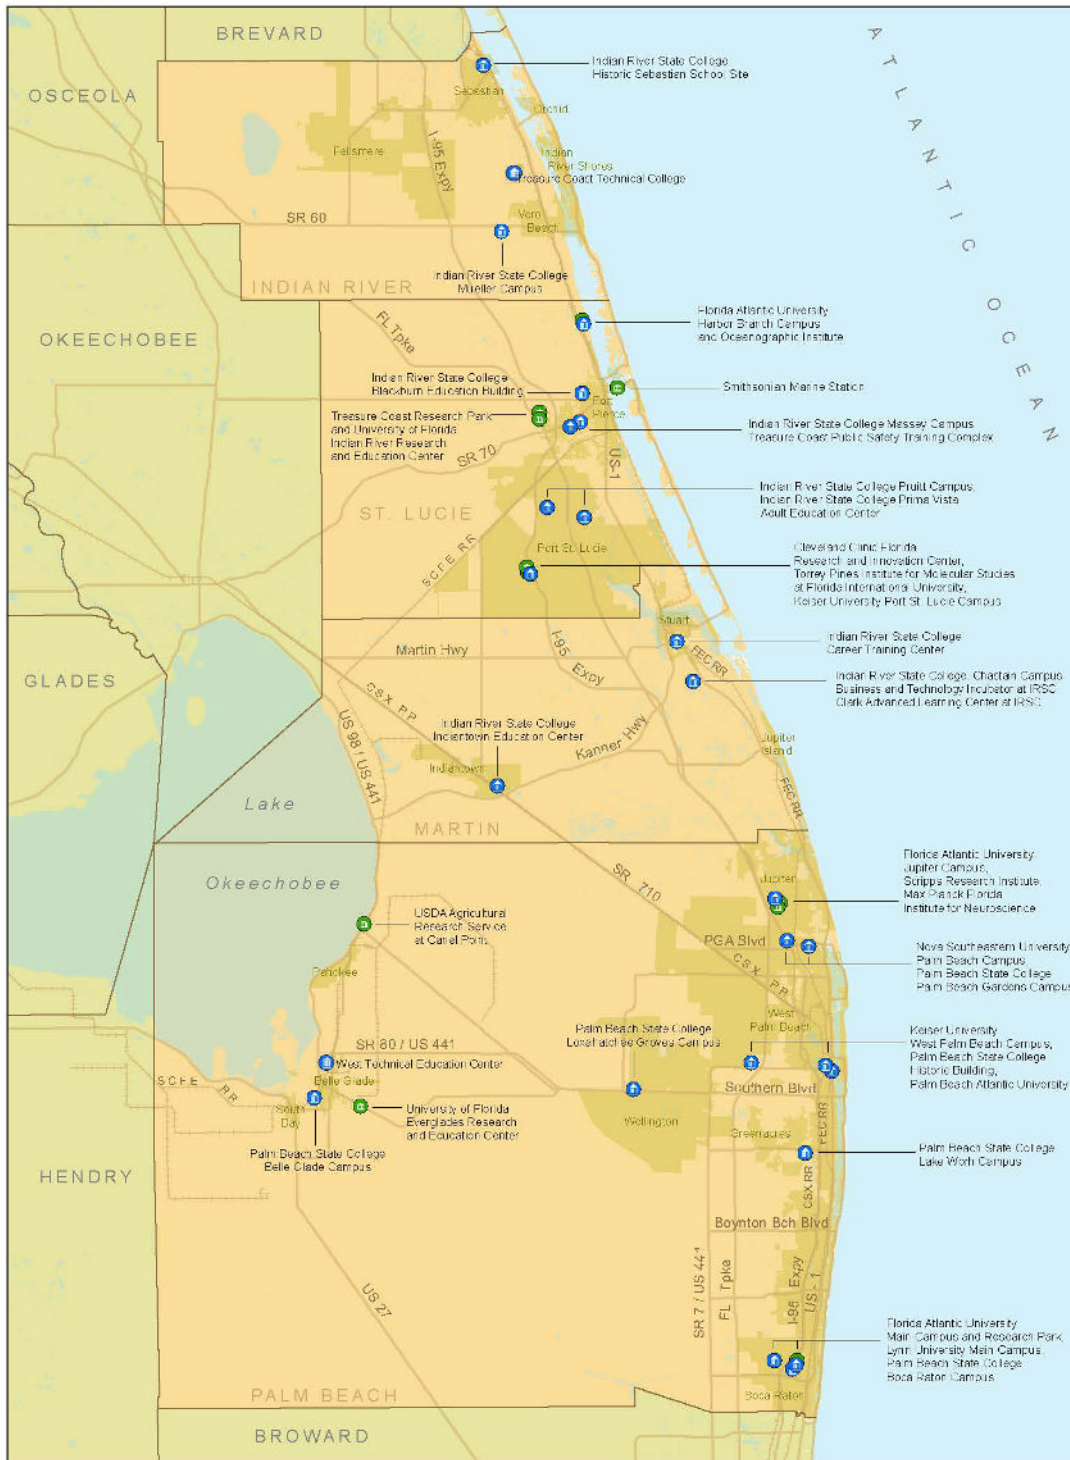 BREVARD
OSCEOLA
Indian River State College
Historic Sebastian School Site
Sebastian
Orchid
I-95 Expy
Fellsmere
Indian
River Shores
Treasure Coast Technical College
SR 60
Vero
Beach
Indian River State College
Mueller Campus
INDIAN RIVER
ATLANTIC OCEAN
OKEECHOBEE
FL Tpke
Florida Atlantic University
Harbor Branch Campus
and Oceanographic Institute
Indian River State College
Blackburn Education Building
Smithsonian Marine Station
Fort
Pierce
Treasure Coast Research Park
and University of Florida
Indian River Research
and Education Center
Indian River State College Massey Campus
Treasure Coast Public Safety Training Complex
SR 70
US-1
ST. LUCIE
Indian River State College Pruitt Campus,
Indian River State College Prima Vista
Adult Education Center
SCFE RR
Port St. Lucie
Cleveland Clinic Florida
Research and Innovation Center,
Torrey Pines Institute for Molecular Studies
at Florida International University,
Keiser University Port St. Lucie Campus
Stuart
Indian River State College
Career Training Center
Martin Hwy
I-95 Expy
FEC RR
GLADES
CSX RR
Indian River State College, Chastain Campus
Business and Technology Incubator at IRSC
Clark Advanced Learning Center at IRSC
US 98 / US 441
Indian River State College
Indiantown Education Center
Kanner Hwy
Jupiter
Island
Indiantown
FEC RR
Lake
MARTIN
Okeechobee
SR 710
Jupiter
Florida Atlantic University
Jupiter Campus,
Scripps Research Institute,
Max Planck Florida
Institute for Neuroscience
USDA Agricultural
Research Service
at Canal Point
PGA Blvd
CSX RR
Nova Southeastern University
Palm Beach Campus,
Palm Beach State College
Palm Beach Gardens Campus
Pahokee
West
Palm Beach
Palm Beach State College
Loxahatchee Groves Campus
Keiser University
West Palm Beach Campus,
Palm Beach State College
Historic Building,
Palm Beach Atlantic University
SR 80 / US 441
West Technical Education Center
SCFE RR
Belle Glade
Southern Blvd
South
Bay
University of Florida
Everglades Research
and Education Center
Wellington
Greenacres
FEC RR
Palm Beach State College
Belle Glade Campus
Palm Beach State College
Lake Worth Campus
HENDRY
CSX RR
Boynton Bch Blvd
US 27
SR 7 / US 441
FL Tpke
I-95 Expy
US - 1
Florida Atlantic University
Main Campus and Research Park
Lynn University Main Campus,
Palm Beach State College
Boca Raton Campus
PALM BEACH
Boca Raton
BROWARD